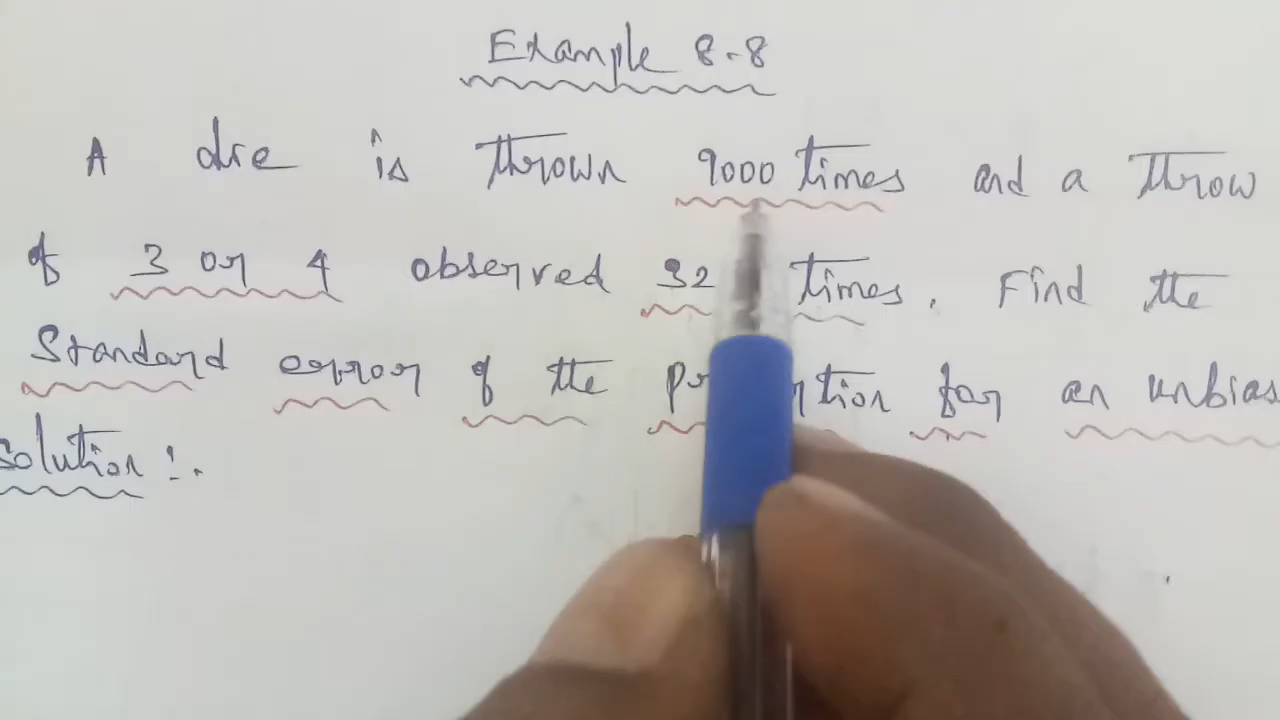 Example 8.8
A die is thrown 9000 times and a throw
of 3 or 4 observed 32 times. Find the
Standard error of the for an unbias
Solution :.